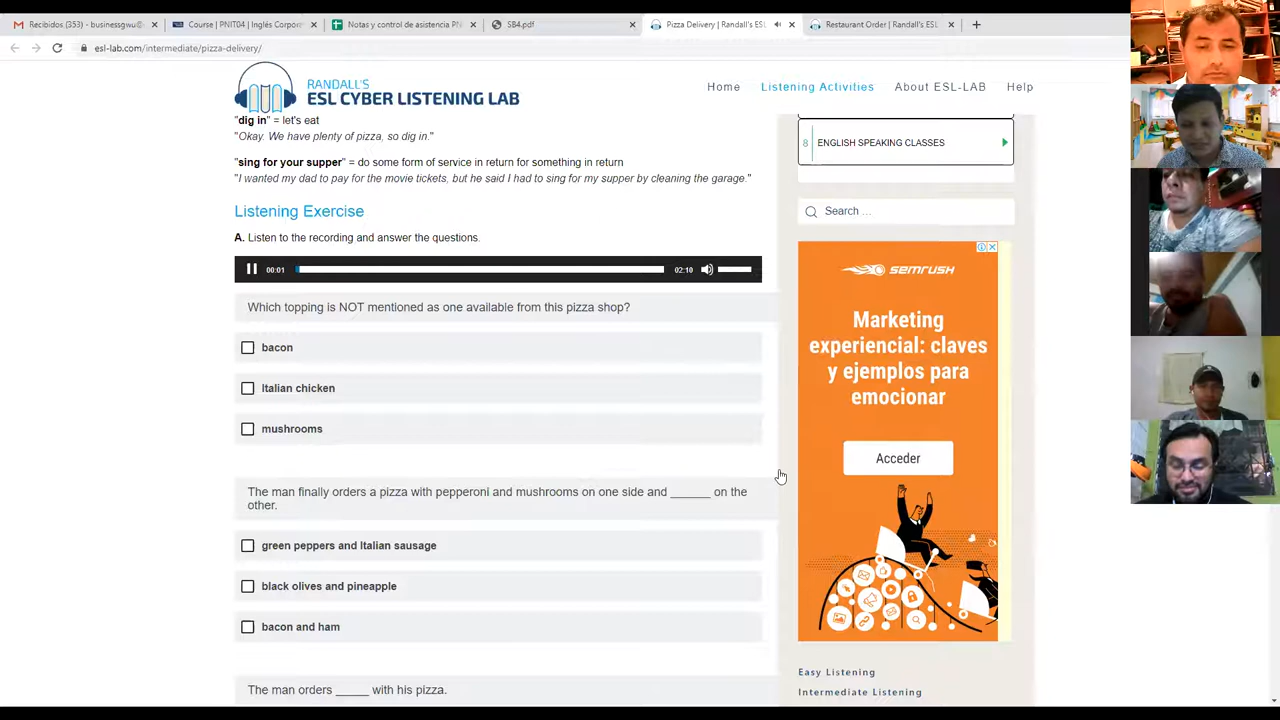 Recibidos (353) - businessgwu@
Course | PNIT04 | Inglés Corpor
Notas y control de asistencia PN
SB4.pdf
Pizza Delivery | Randall's ESL
Restaurant Order | Randall's ESL
esl-lab.com/intermediate/pizza-delivery/
RANDALL'S
ESL CYBER LISTENING LAB
Home
Listening Activities
About ESL-LAB
Help
"dig in" = let's eat
"Okay. We have plenty of pizza, so dig in."
"sing for your supper" = do some form of service in return for something in return
"I wanted my dad to pay for the movie tickets, but he said I had to sing for my supper by cleaning the garage."
Listening Exercise
A. Listen to the recording and answer the questions.
00:01
02:10
Which topping is NOT mentioned as one available from this pizza shop?
bacon
Italian chicken
mushrooms
The man finally orders a pizza with pepperoni and mushrooms on one side and ______ on the
other.
green peppers and Italian sausage
black olives and pineapple
bacon and ham
The man orders _____ with his pizza.
8 ENGLISH SPEAKING CLASSES
Search …
SEMRUSH
Marketing
experiencial: claves
y ejemplos para
emocionar
Acceder
Easy Listening
Intermediate Listening